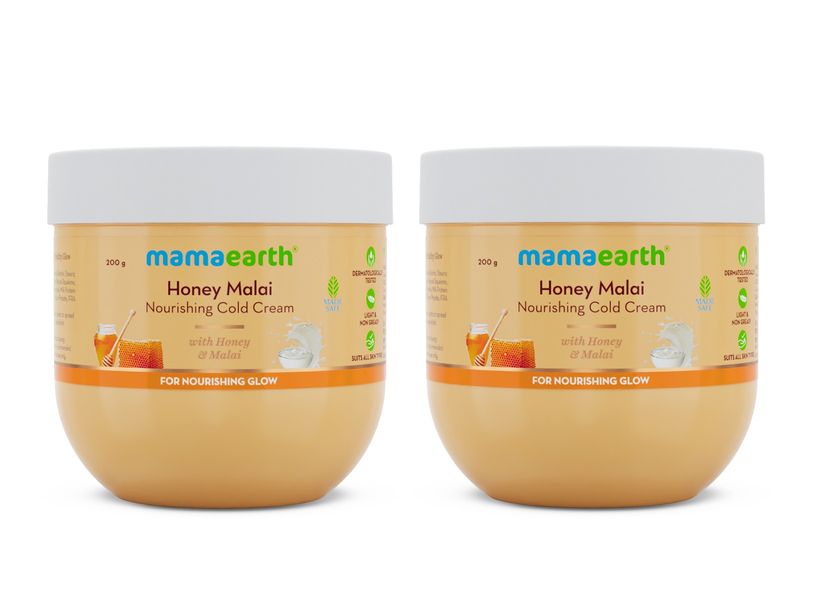 200 g
mamaearth®
Honey Malai
Nourishing Cold Cream
with Honey
& Malai
MADE
SAFE
DERMATOLOGICALLY
TESTED
LIGHT &
NON GREASY
SUITS ALL SKIN TYPES
FOR NOURISHING GLOW
200 g
mamaearth®
Honey Malai
Nourishing Cold Cream
with Honey
& Malai
MADE
SAFE
DERMATOLOGICALLY
TESTED
LIGHT &
NON GREASY
SUITS ALL SKIN TYPES
FOR NOURISHING GLOW